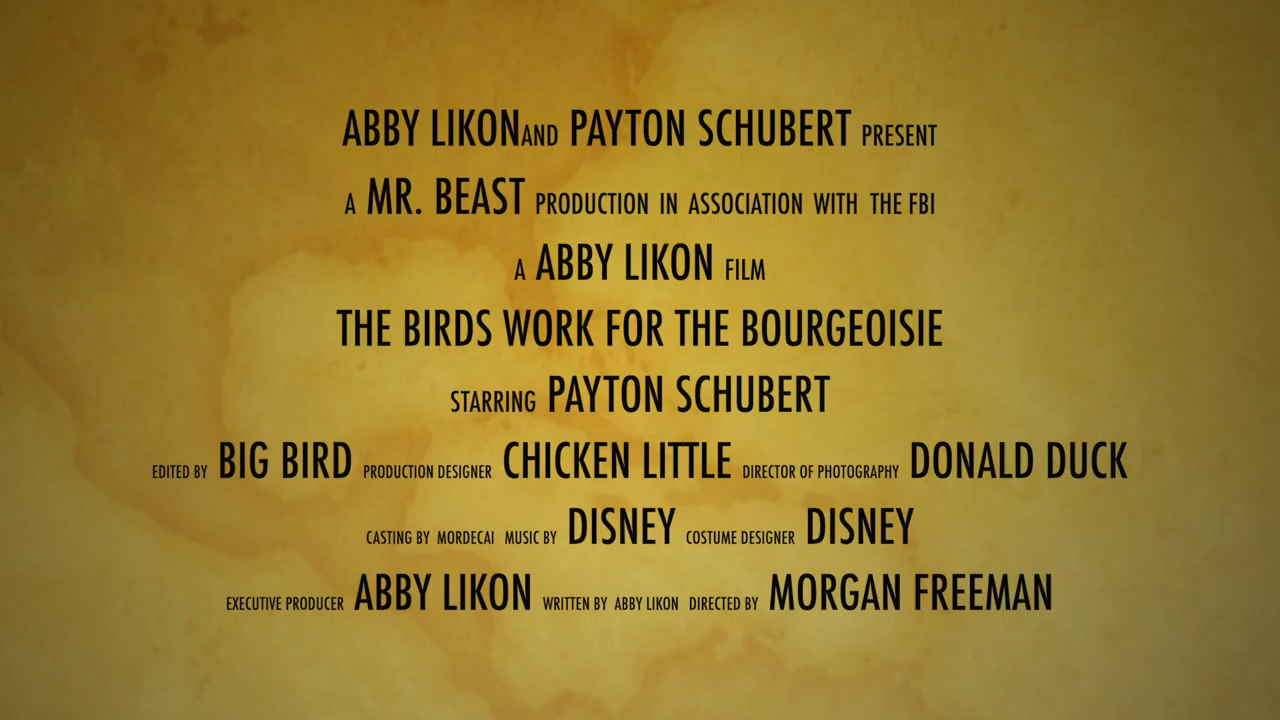 ABBY LIKONAND PAYTON SCHUBERT PRESENT
A MR. BEAST PRODUCTION IN ASSOCIATION WITH THE FBI
A ABBY LIKON FILM
THE BIRDS WORK FOR THE BOURGEOISIE
STARRING PAYTON SCHUBERT
EDITED BY BIG BIRD PRODUCTION DESIGNER CHICKEN LITTLE DIRECTOR OF PHOTOGRAPHY DONALD DUCK
CASTING BY MORDECAI MUSIC BY DISNEY COSTUME DESIGNER DISNEY
EXECUTIVE PRODUCER ABBY LIKON WRITTEN BY ABBY LIKON DIRECTED BY MORGAN FREEMAN